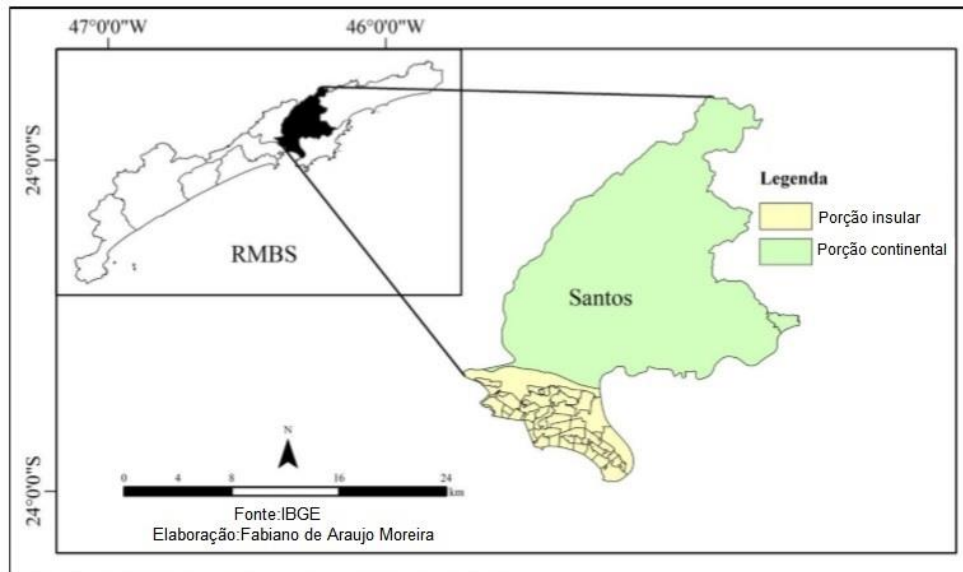 47°0'0"W
46°0'0"W
24°0'0"S
RMBS
Legenda
Porção insular
Porção continental
Santos
N
0 4 8 16 24
km
24°0'0"S
Fonte:IBGE
Elaboração:Fabiano de Araujo Moreira